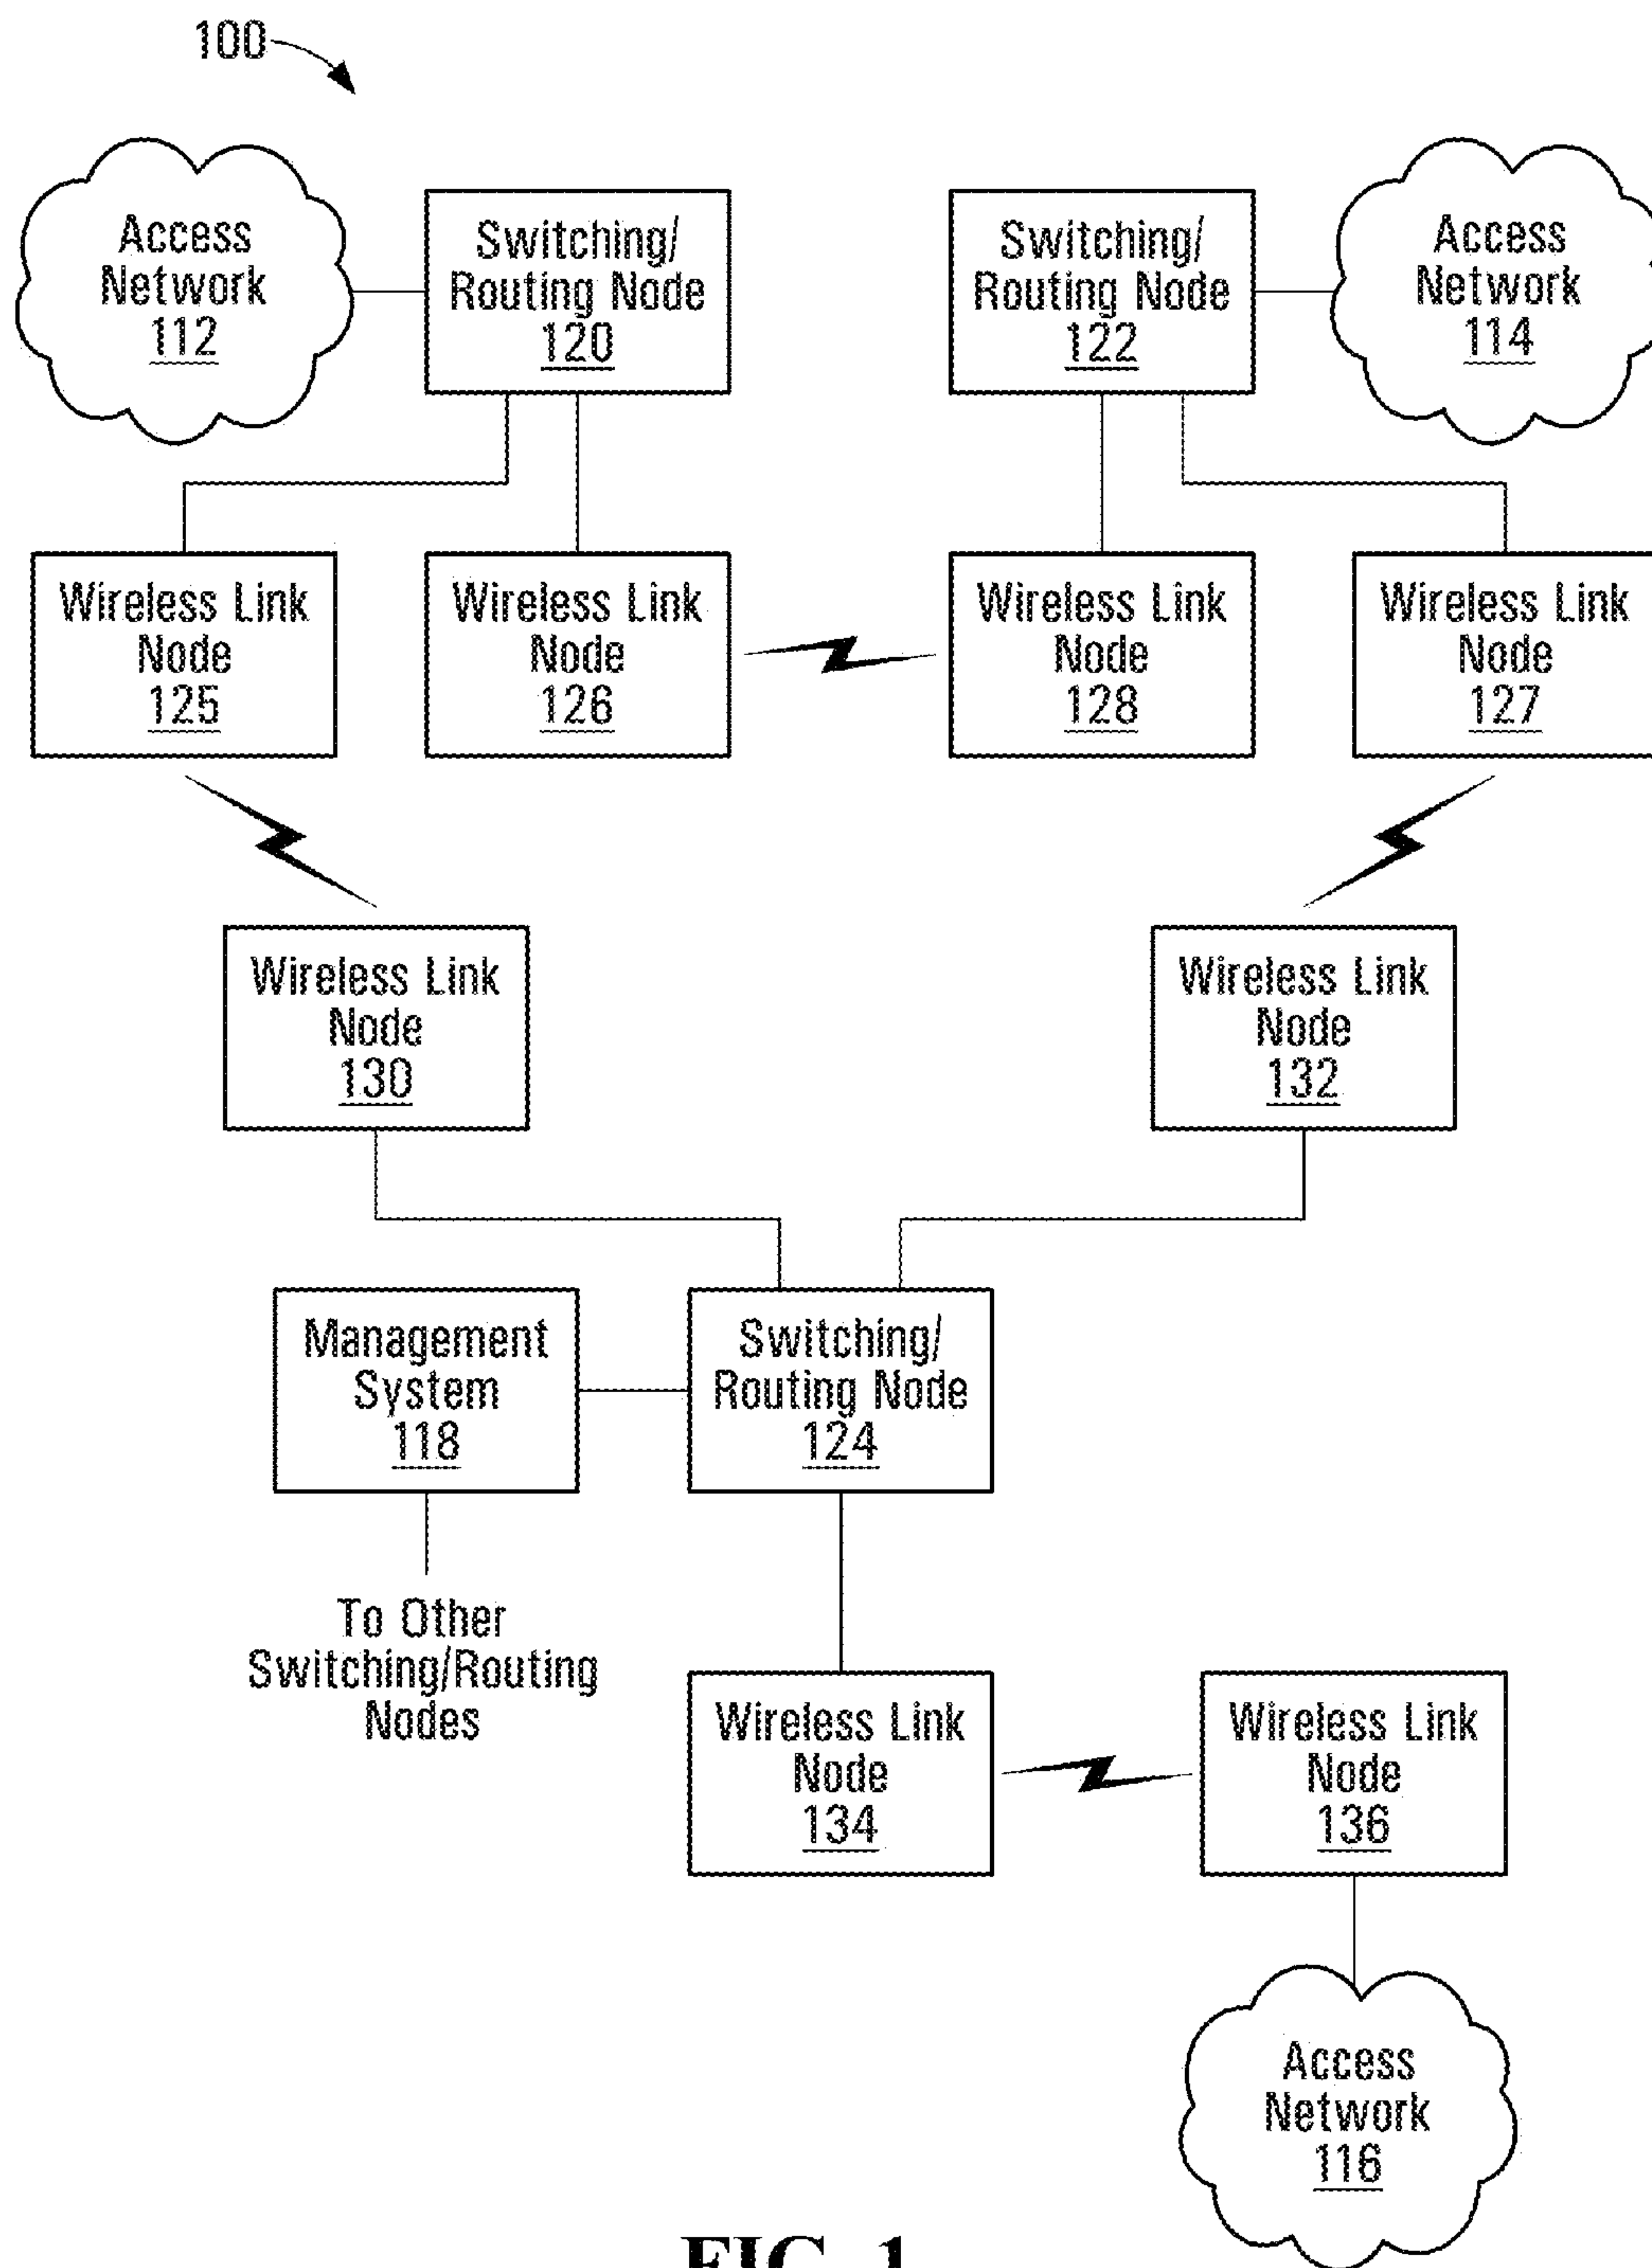 100
Access
Network
112
Switching/
Routing Node
120
Switching/
Routing Node
122
Access
Network
114
Wireless Link
Node
125
Wireless Link
Node
126
Wireless Link
Node
128
Wireless Link
Node
127
Wireless Link
Node
130
Wireless Link
Node
132
Management
System
118
Switching/
Routing Node
124
To Other
Switching/Routing
Nodes
Wireless Link
Node
134
Wireless Link
Node
136
Access
Network
116
FIG. 1